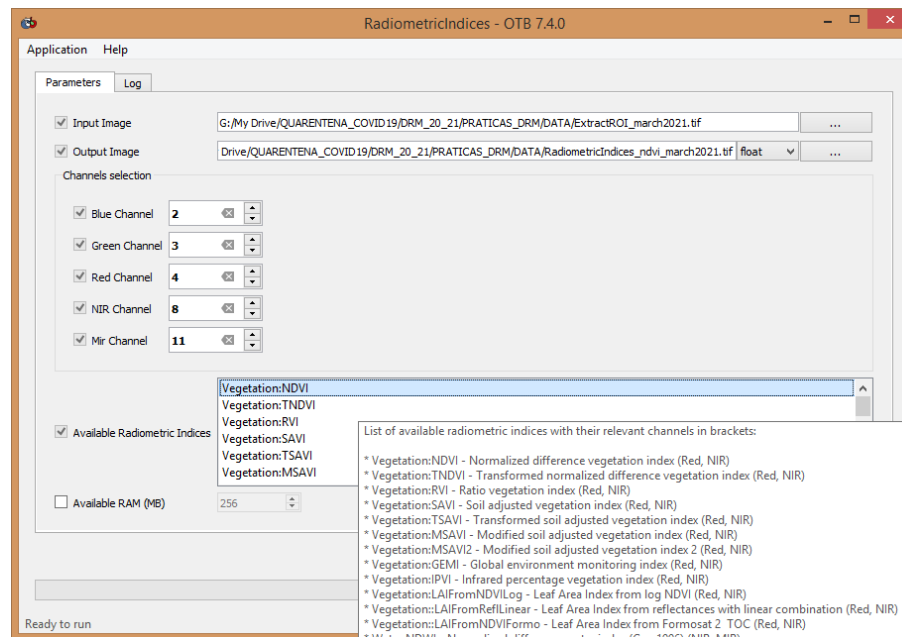 RadiometricIndices - OTB 7.4.0
Application Help
Parameters Log
Input Image G:/My Drive/QUARENTENA_COVID19/DRM_20_21/PRATICAS_DRM/DATA/ExtractROI_march2021.tif ...
Output Image Drive/QUARENTENA_COVID19/DRM_20_21/PRATICAS_DRM/DATA/RadiometricIndices_ndvi_march2021.tif float ...
Channels selection
Blue Channel 2
Green Channel 3
Red Channel 4
NIR Channel 8
Mir Channel 11
Vegetation:NDVI
Vegetation:TNDVI
Vegetation:RVI
Available Radiometric Indices
Vegetation:SAVI
Vegetation:TSAVI
Vegetation:MSAVI
Available RAM (MB) 256
List of available radiometric indices with their relevant channels in brackets:
* Vegetation:NDVI - Normalized difference vegetation index (Red, NIR)
* Vegetation:TNDVI - Transformed normalized difference vegetation index (Red, NIR)
* Vegetation:RVI - Ratio vegetation index (Red, NIR)
* Vegetation:SAVI - Soil adjusted vegetation index (Red, NIR)
* Vegetation:TSAVI - Transformed soil adjusted vegetation index (Red, NIR)
* Vegetation:MSAVI - Modified soil adjusted vegetation index (Red, NIR)
* Vegetation:MSAVI2 - Modified soil adjusted vegetation index 2 (Red, NIR)
* Vegetation:GEMI - Global environment monitoring index (Red, NIR)
* Vegetation:IPVI - Infrared percentage vegetation index (Red, NIR)
* Vegetation:LAIFromNDVILog - Leaf Area Index from log NDVI (Red, NIR)
* Vegetation::LAIFromReflLinear - Leaf Area Index from reflectances with linear combination (Red, NIR)
* Vegetation::LAIFromNDVIFormo - Leaf Area Index from Formosat 2 TOC (Red, NIR)
Ready to run